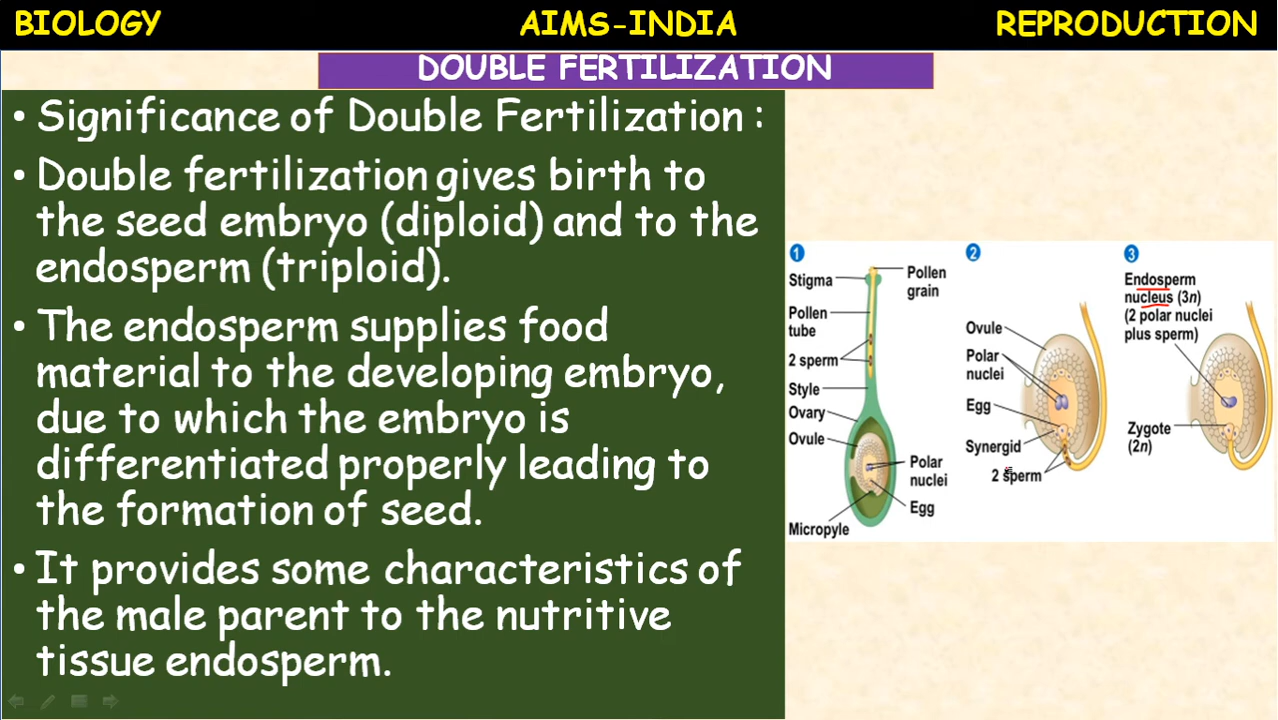 BIOLOGY AIMS-INDIA REPRODUCTION
DOUBLE FERTILIZATION
• Significance of Double Fertilization :
• Double fertilization gives birth to
the seed embryo (diploid) and to the
endosperm (triploid).
• The endosperm supplies food
material to the developing embryo,
due to which the embryo is
differentiated properly leading to
the formation of seed.
• It provides some characteristics of
the male parent to the nutritive
tissue endosperm.
1
Stigma
Pollen
grain
Pollen
tube
2 sperm
Style
Ovary
Ovule
Polar
nuclei
Egg
Micropyle
2
Ovule
Polar
nuclei
Egg
Synergid
2 sperm
3
Endosperm
nucleus (3n)
(2 polar nuclei
plus sperm)
Zygote
(2n)